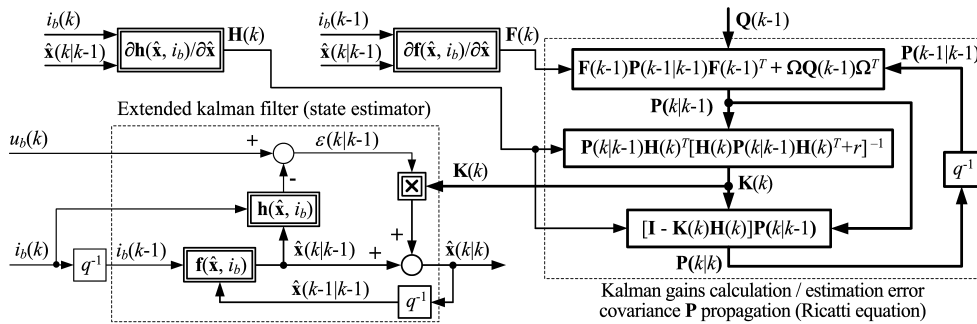 i_b(k)
x̂(k|k-1)
∂h(x̂, i_b)/∂x̂
H(k)
i_b(k-1)
x̂(k|k-1)
∂f(x̂, i_b)/∂x̂
F(k)
Q(k-1)
F(k-1)P(k-1|k-1)F(k-1)^T + ΩQ(k-1)Ω^T
P(k-1|k-1)
P(k|k-1)
Extended kalman filter (state estimator)
u_b(k)
+
ε(k|k-1)
-
×
K(k)
P(k|k-1)H(k)^T[H(k)P(k|k-1)H(k)^T+r]^-1
q^-1
h(x̂, i_b)
K(k)
[I - K(k)H(k)]P(k|k-1)
P(k|k)
i_b(k)
q^-1
i_b(k-1)
f(x̂, i_b)
x̂(k|k-1)
+
+
x̂(k|k)
x̂(k-1|k-1)
q^-1
Kalman gains calculation / estimation error
covariance P propagation (Ricatti equation)